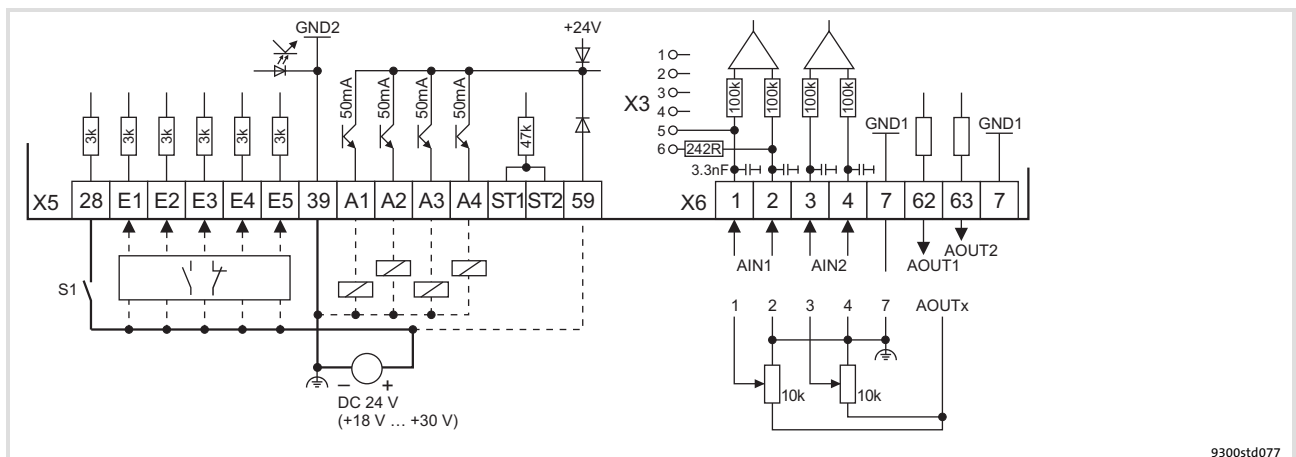 GND2
+24V
50mA
50mA
50mA
50mA
3k
3k
3k
3k
3k
3k
47k
X5
28
E1
E2
E3
E4
E5
39
A1
A2
A3
A4
ST1
ST2
59
S1
– +
DC 24 V
(+18 V … +30 V)
X3
1
2
3
4
5
6
242R
100k
100k
100k
100k
3.3nF
GND1
GND1
X6
1
2
3
4
7
62
63
7
AIN1
AIN2
AOUT1
AOUT2
1
2
3
4
7
AOUTx
10k
10k
9300std077